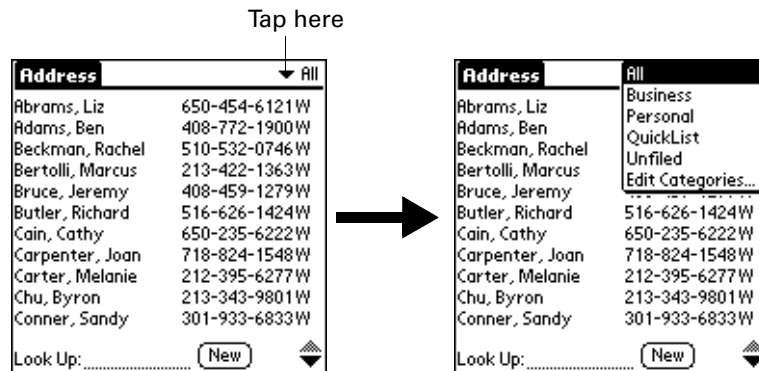 Tap here
Address ▼ All
Abrams, Liz 650-454-6121W
Adams, Ben 408-772-1900W
Beckman, Rachel 510-532-0746W
Bertolli, Marcus 213-422-1363W
Bruce, Jeremy 408-459-1279W
Butler, Richard 516-626-1424W
Cain, Cathy 650-235-6222W
Carpenter, Joan 718-824-1548W
Carter, Melanie 212-395-6277W
Chu, Byron 213-343-9801W
Conner, Sandy 301-933-6833W
Look Up: New
Address
All
Business
Personal
QuickList
Unfiled
Edit Categories...
Abrams, Liz
Adams, Ben
Beckman, Rachel
Bertolli, Marcus
Bruce, Jeremy
Butler, Richard 516-626-1424W
Cain, Cathy 650-235-6222W
Carpenter, Joan 718-824-1548W
Carter, Melanie 212-395-6277W
Chu, Byron 213-343-9801W
Conner, Sandy 301-933-6833W
Look Up: New